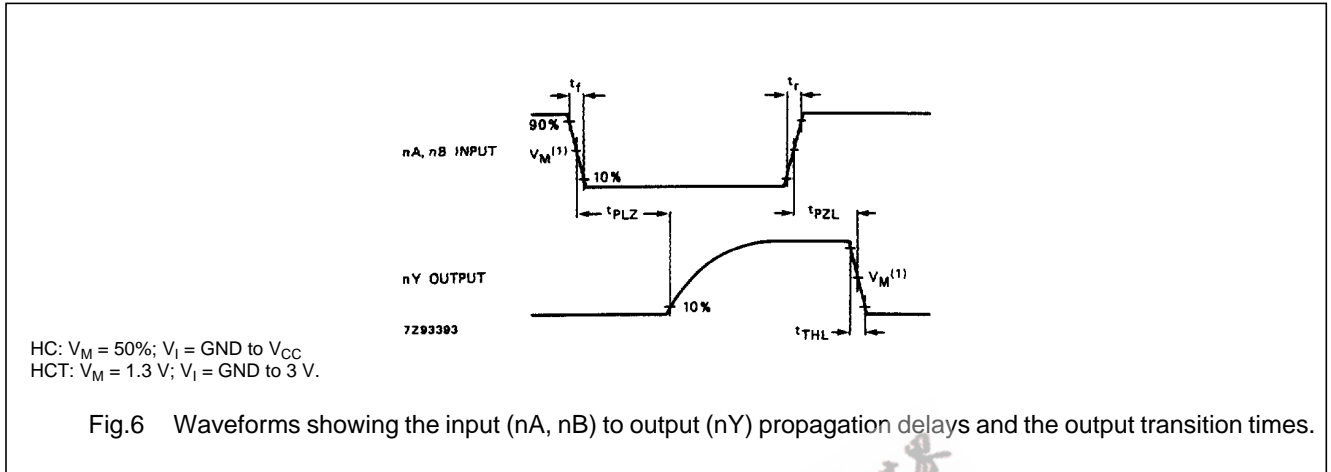 tf
tr
90%
nA, nB INPUT
VM(1)
10%
tPLZ
tPZL
nY OUTPUT
VM(1)
10%
7Z93393
tTHL
HC: VM = 50%; VI = GND to VCC
HCT: VM = 1.3 V; VI = GND to 3 V.
Fig.6 Waveforms showing the input (nA, nB) to output (nY) propagation delays and the output transition times.